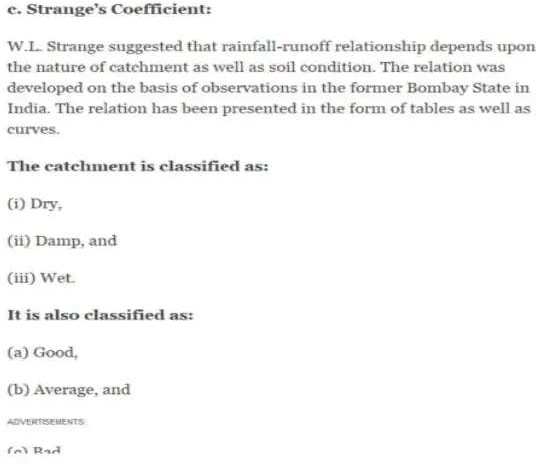 c. Strange's Coefficient:
W.L. Strange suggested that rainfall-runoff relationship depends upon
the nature of catchment as well as soil condition. The relation was
developed on the basis of observations in the former Bombay State in
India. The relation has been presented in the form of tables as well as
curves.
The catchment is classified as:
(i) Dry,
(ii) Damp, and
(iii) Wet.
It is also classified as:
(a) Good,
(b) Average, and
ADVERTISEMENTS:
(c) Bad